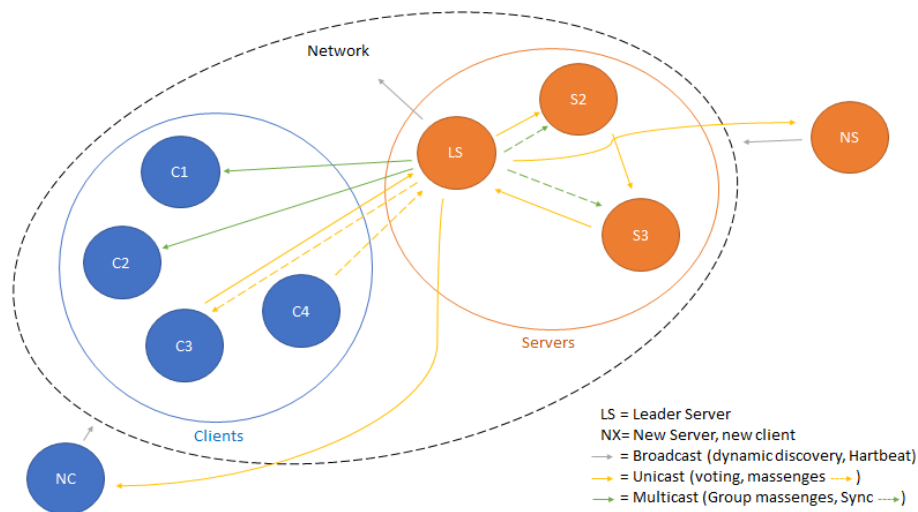 Network
S2
LS
NS
C1
S3
C2
C4
C3
Servers
Clients
NC
LS = Leader Server
NX= New Server, new client
= Broadcast (dynamic discovery, Hartbeat)
= Unicast (voting, massenges )
= Multicast (Group massenges, Sync )